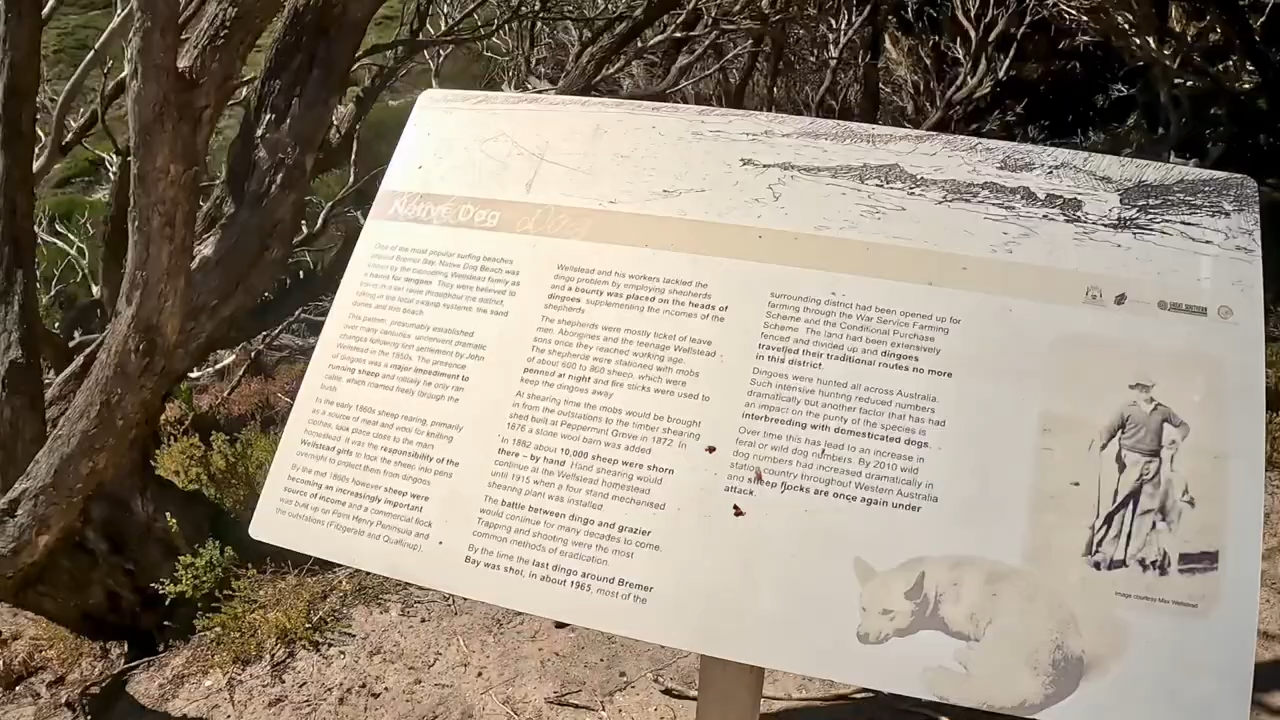 Native Dog
Dog
One of the most popular surfing beaches
around Bremer Bay, Native Dog Beach was
known by the colonising Wellstead family as
a haunt for dingoes. They were believed to
travel in a set route throughout the district,
taking in the local swamp systems, the sand
dunes and this beach.
This pattern, presumably established
over many centuries, underwent dramatic
changes following first settlement by John
Wellstead in the 1850s. The presence
of dingoes was a major impediment to
running sheep and initially he only ran
cattle, which roamed freely through the
bush.
In the early 1860s sheep rearing, primarily
as a source of meat and wool for knitting
clothes, took place close to the main
homestead. It was the responsibility of the
Wellstead girls to lock the sheep into pens
overnight to protect them from dingoes.
By the mid 1860s however sheep were
becoming an increasingly important
source of income and a commercial flock
was built up on Point Henry Peninsula and
the outstations (Fitzgerald and Quallinup).
Wellstead and his workers tackled the
dingo problem by employing shepherds
and a bounty was placed on the heads of
dingoes, supplementing the incomes of the
shepherds.
The shepherds were mostly ticket of leave
men, Aborigines and the teenage Wellstead
sons once they reached working age.
The shepherds were stationed with mobs
of about 600 to 800 sheep, which were
penned at night and fire sticks were used to
keep the dingoes away.
At shearing time the mobs would be brought
in from the outstations to the timber shearing
shed built at Peppermint Grove in 1872. In
1876 a stone wool barn was added.
In 1882 about 10,000 sheep were shorn
there – by hand. Hand shearing would
continue at the Wellstead homestead
until 1915 when a four stand mechanised
shearing plant was installed.
The battle between dingo and grazier
would continue for many decades to come.
Trapping and shooting were the most
common methods of eradication.
By the time the last dingo around Bremer
Bay was shot, in about 1965, most of the
surrounding district had been opened up for
farming through the War Service Farming
Scheme and the Conditional Purchase
Scheme. The land had been extensively
fenced and divided up and dingoes
travelled their traditional routes no more
in this district.
Dingoes were hunted all across Australia.
Such intensive hunting reduced numbers
dramatically but another factor that has had
an impact on the purity of the species is
interbreeding with domesticated dogs.
Over time this has lead to an increase in
feral or wild dog numbers. By 2010 wild
dog numbers had increased dramatically in
station country throughout Western Australia
and sheep flocks are once again under
attack.
GREAT SOUTHERN
Image courtesy Max Wellstead